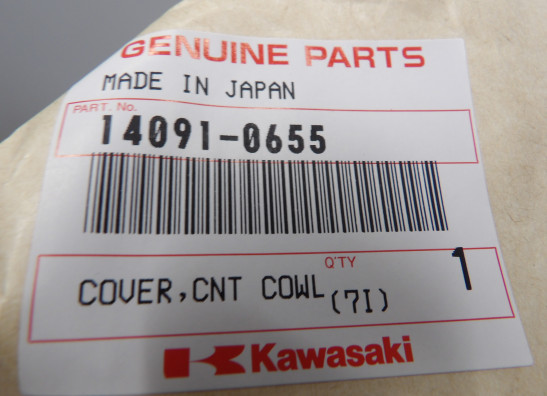 GENUINE PARTS
MADE IN JAPAN
PART. No.
14091-0655
Q'TY
1
COVER,CNT COWL (7I)
Kawasaki